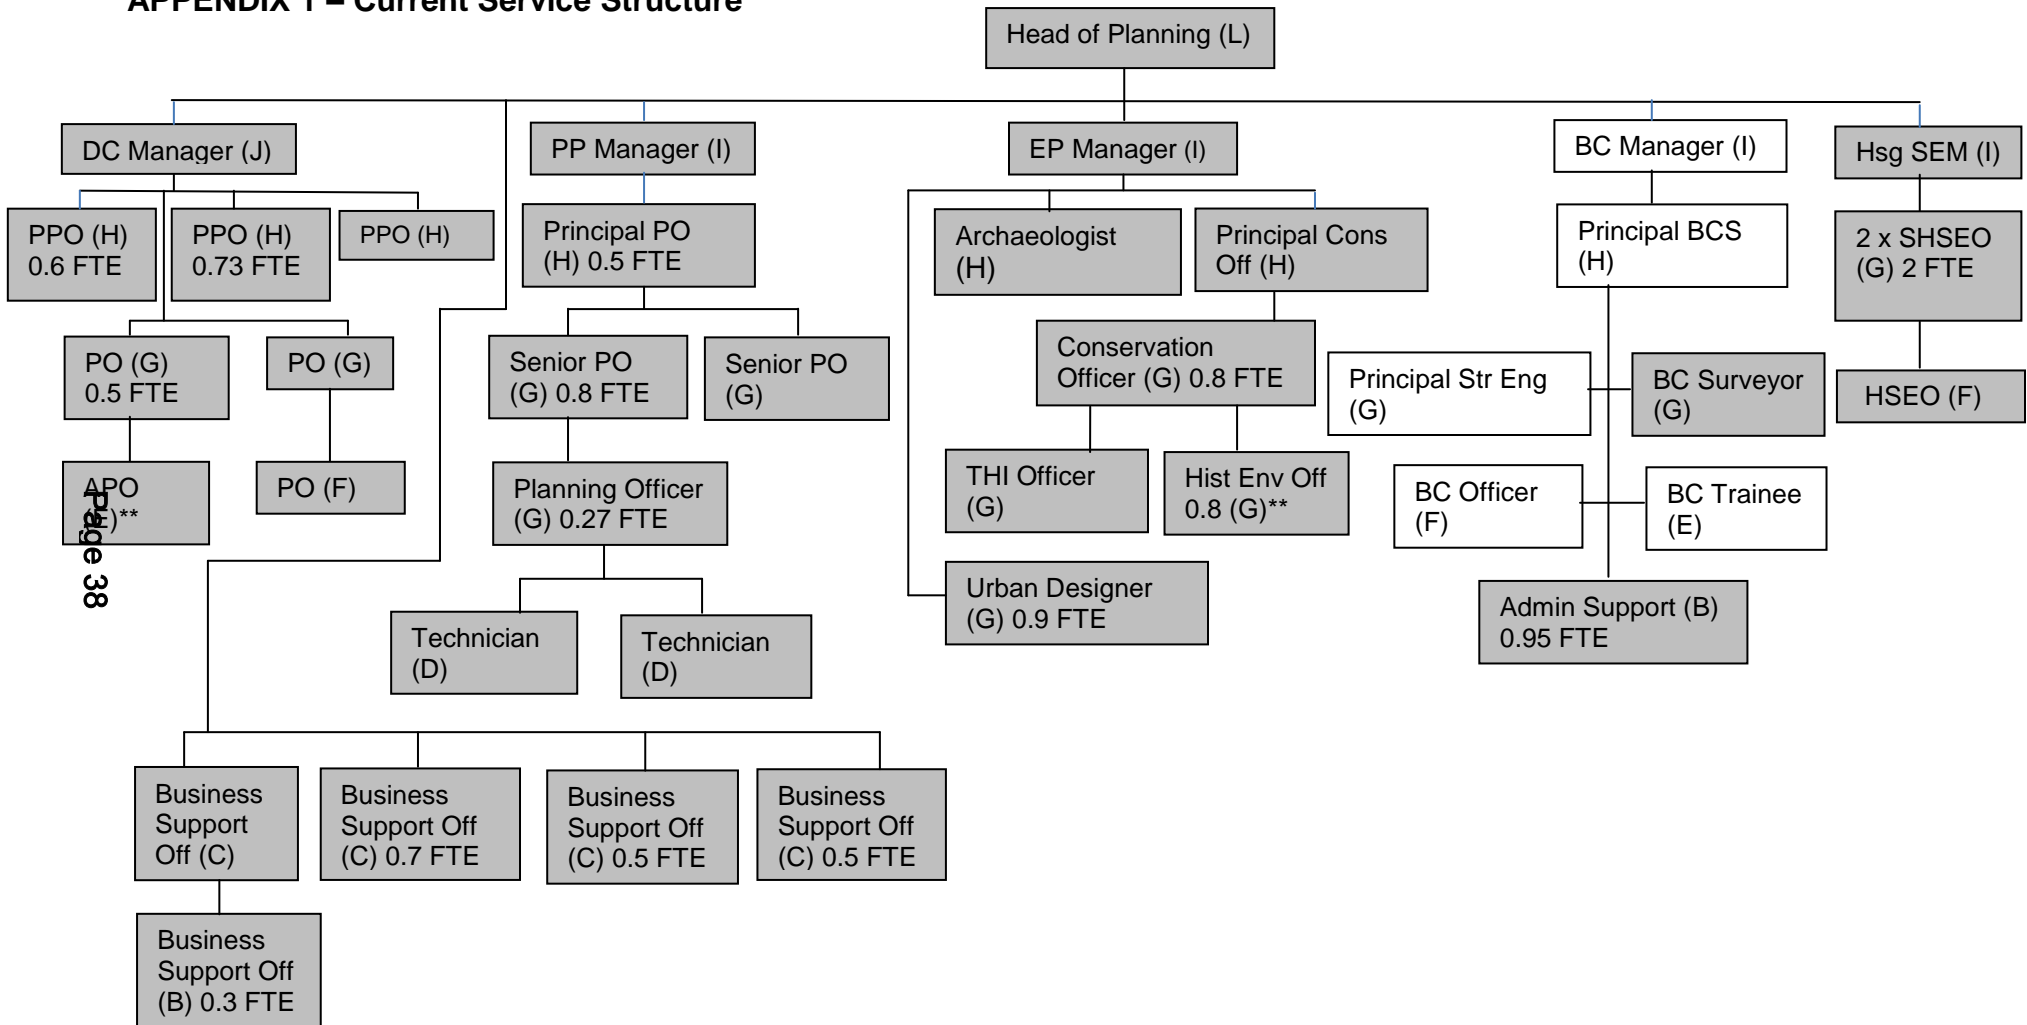 APPENDIX 1 – Current Service Structure
Head of Planning (L)
DC Manager (J)
PP Manager (I)
EP Manager (I)
BC Manager (I)
Hsg SEM (I)
PPO (H)
0.6 FTE
PPO (H)
0.73 FTE
PPO (H)
Principal PO
(H) 0.5 FTE
Archaeologist
(H)
Principal Cons
Off (H)
Principal BCS
(H)
2 x SHSEO
(G) 2 FTE
PO (G)
0.5 FTE
PO (G)
Senior PO
(G) 0.8 FTE
Senior PO
(G)
Conservation
Officer (G) 0.8 FTE
Principal Str Eng
(G)
BC Surveyor
(G)
HSEO (F)
APO
PO (F)
Planning Officer
(G) 0.27 FTE
THI Officer
(G)
Hist Env Off
0.8 (G)**
BC Officer
(F)
BC Trainee
(E)
Page 38
Technician
(D)
Technician
(D)
Urban Designer
(G) 0.9 FTE
Admin Support (B)
0.95 FTE
Business
Support
Off (C)
Business
Support Off
(C) 0.7 FTE
Business
Support Off
(C) 0.5 FTE
Business
Support Off
(C) 0.5 FTE
Business
Support Off
(B) 0.3 FTE